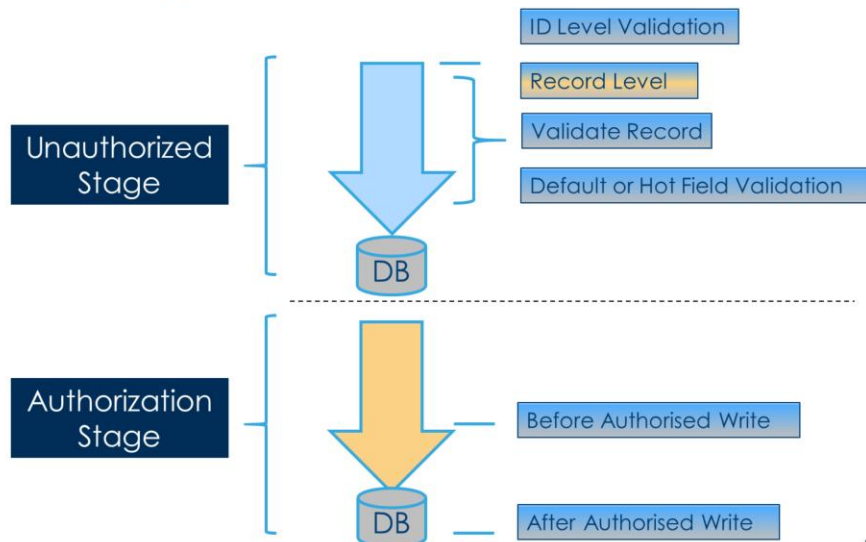 ID Level Validation
Record Level
Validate Record
Default or Hot Field Validation
Unauthorized
Stage
DB
Before Authorised Write
Authorization
Stage
DB
After Authorised Write